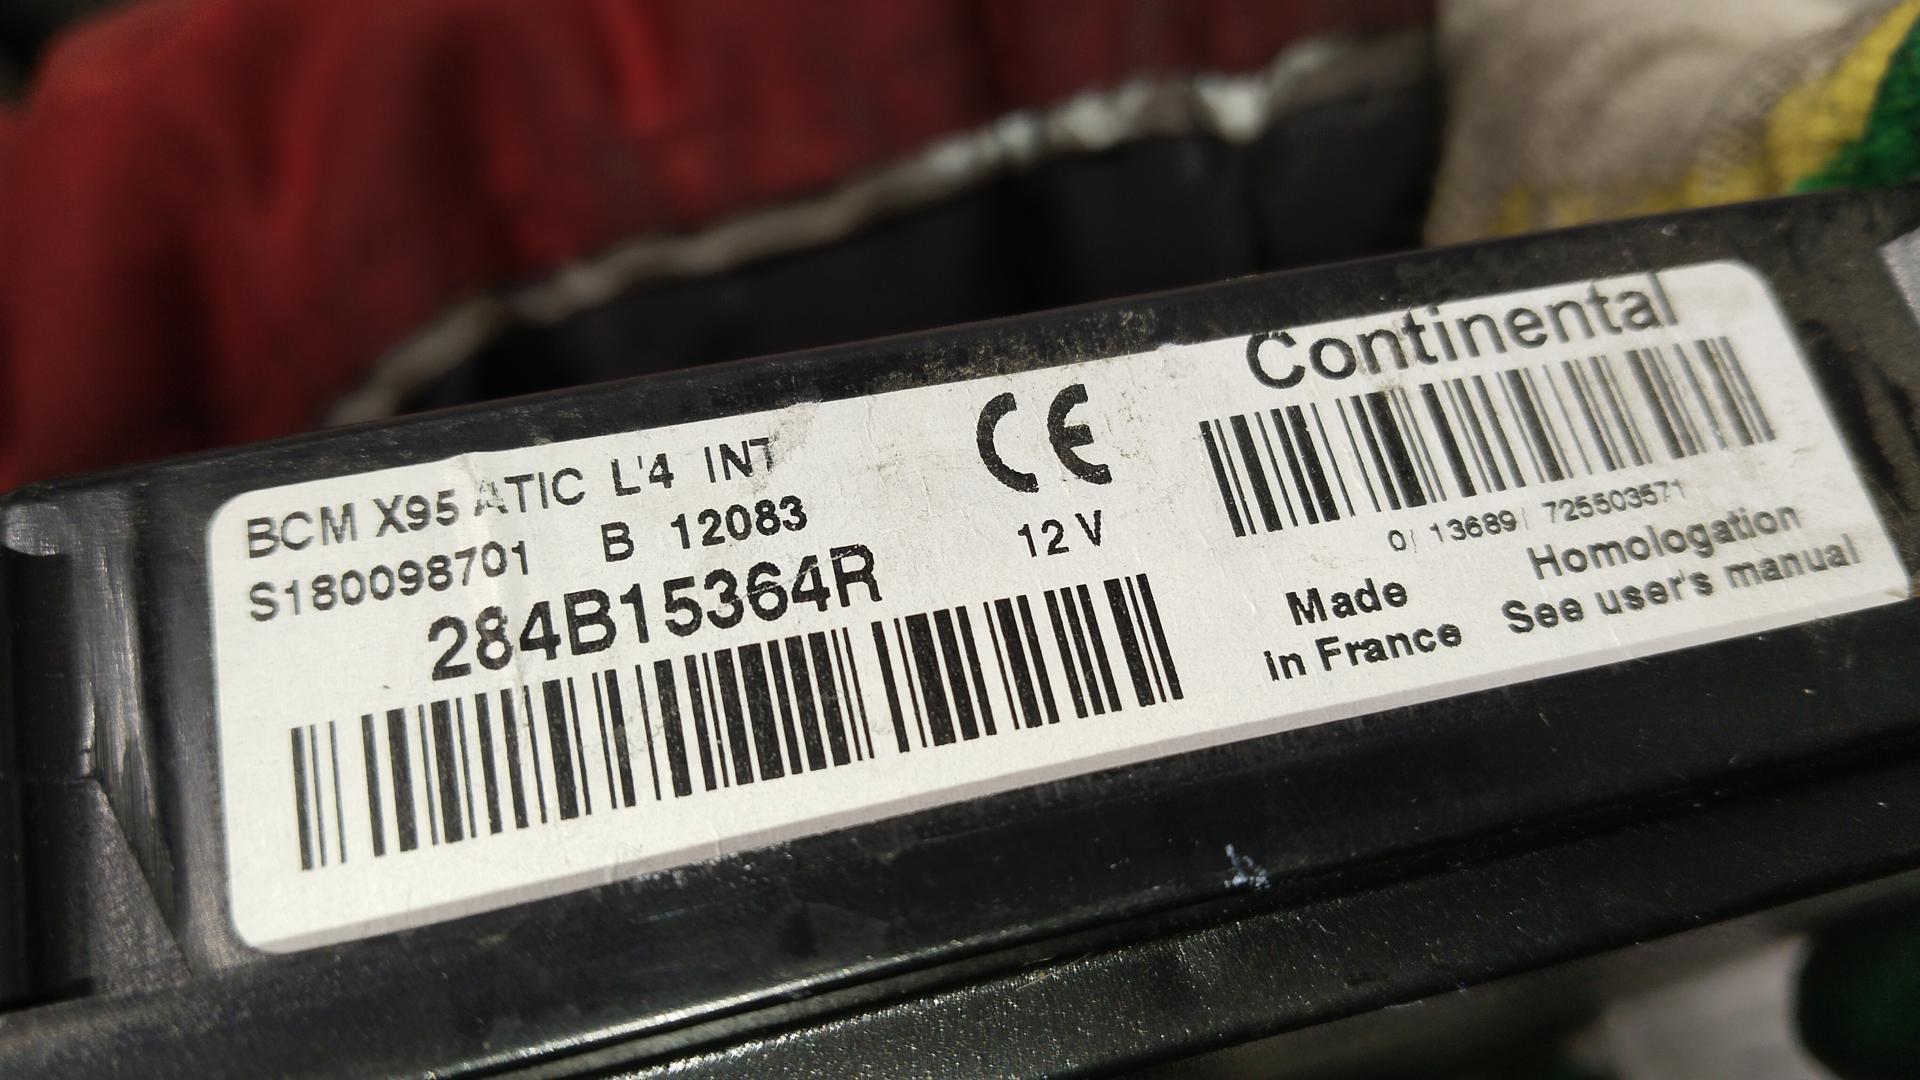 BCM X95 ATIC L'4 INT
S180098701 B 12083
284B15364R
CE
12 V
Continental
0/ 13689/ 725503571
Made
in France
Homologation
See user's manual